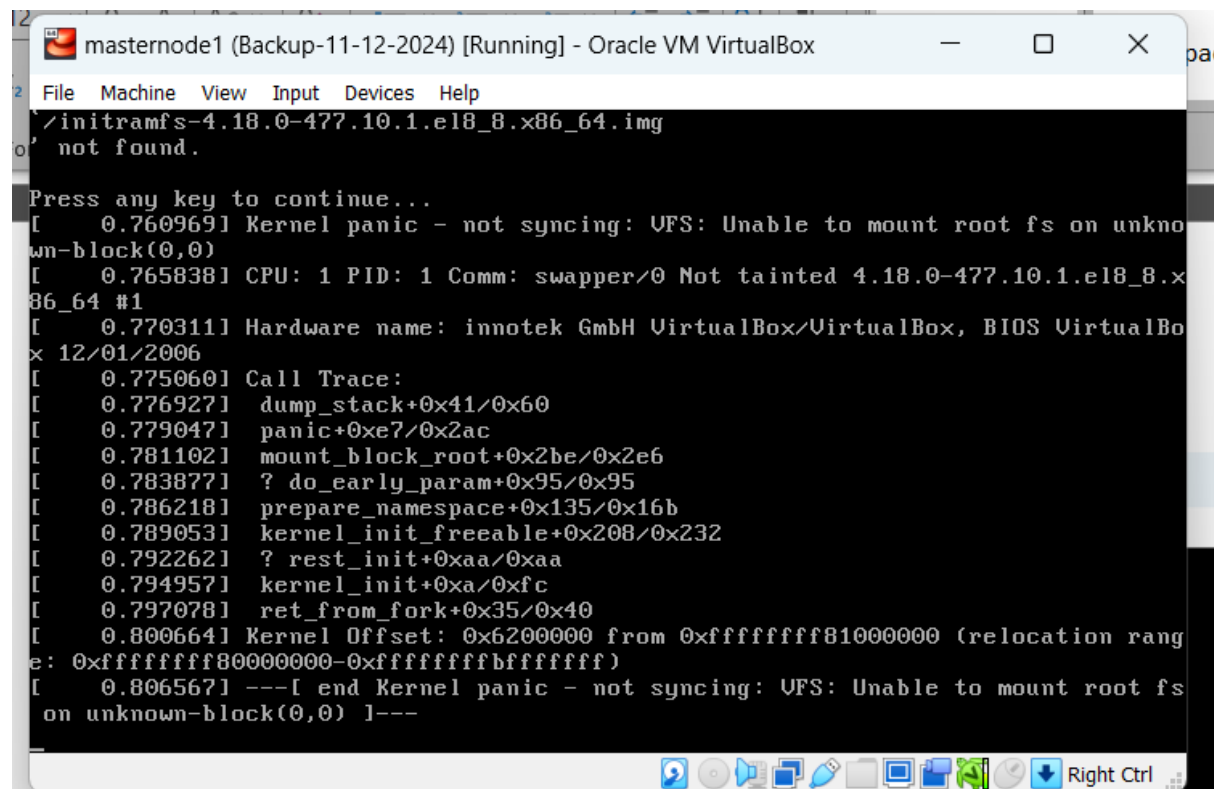 12
masternode1 (Backup-11-12-2024) [Running] - Oracle VM VirtualBox
pa
File Machine View Input Devices Help
`/initramfs-4.18.0-477.10.1.el8_8.x86_64.img
' not found.
Press any key to continue...
[    0.760969] Kernel panic - not syncing: VFS: Unable to mount root fs on unkno
wn-block(0,0)
[    0.765838] CPU: 1 PID: 1 Comm: swapper/0 Not tainted 4.18.0-477.10.1.el8_8.x
86_64 #1
[    0.770311] Hardware name: innotek GmbH VirtualBox/VirtualBox, BIOS VirtualBo
x 12/01/2006
[    0.775060] Call Trace:
[    0.776927]  dump_stack+0x41/0x60
[    0.779047]  panic+0xe7/0x2ac
[    0.781102]  mount_block_root+0x2be/0x2e6
[    0.783877]  ? do_early_param+0x95/0x95
[    0.786218]  prepare_namespace+0x135/0x16b
[    0.789053]  kernel_init_freeable+0x208/0x232
[    0.792262]  ? rest_init+0xaa/0xaa
[    0.794957]  kernel_init+0xa/0xfc
[    0.797078]  ret_from_fork+0x35/0x40
[    0.800664] Kernel Offset: 0x6200000 from 0xffffffff81000000 (relocation rang
e: 0xffffffff80000000-0xffffffffbfffffff)
[    0.806567] ---[ end Kernel panic - not syncing: VFS: Unable to mount root fs
 on unknown-block(0,0) ]---
Right Ctrl